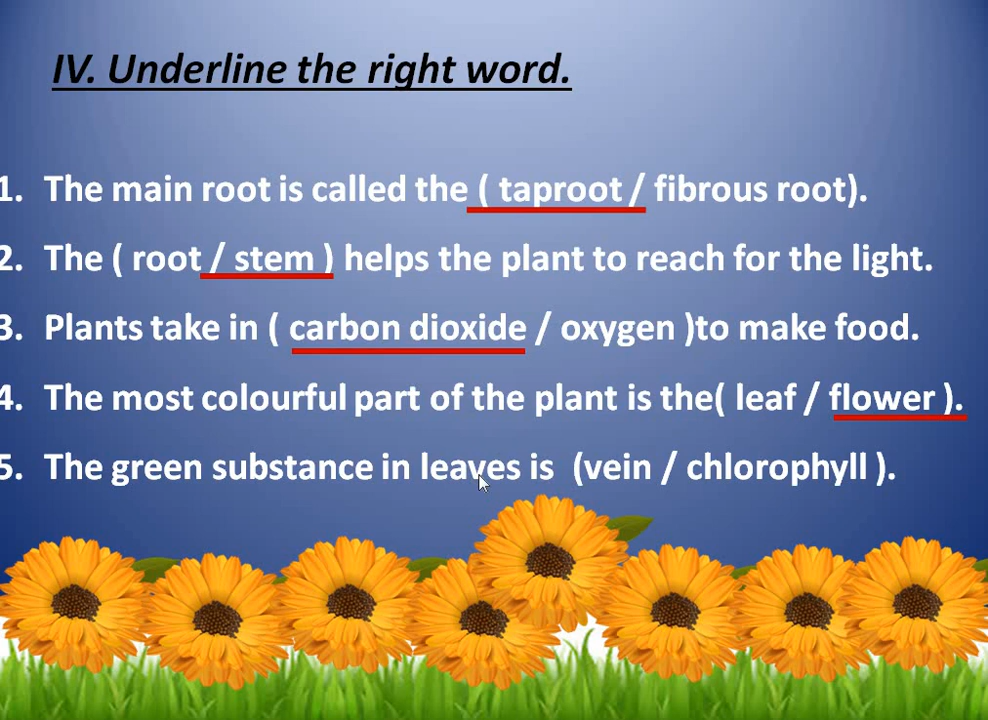 IV. Underline the right word.
1. The main root is called the ( taproot / fibrous root).
2. The ( root / stem ) helps the plant to reach for the light.
3. Plants take in ( carbon dioxide / oxygen )to make food.
4. The most colourful part of the plant is the( leaf / flower ).
5. The green substance in leaves is (vein / chlorophyll ).